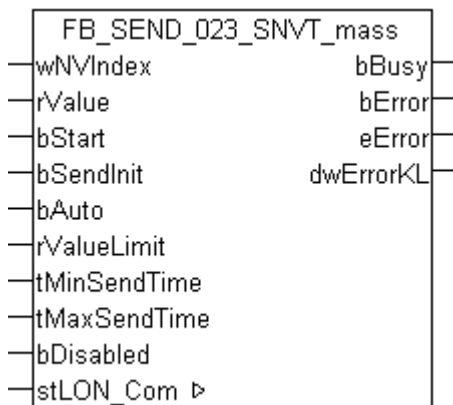 FB_SEND_023_SNVT_mass
wNVIndex bBusy
rValue bError
bStart eError
bSendInit dwErrorKL
bAuto
rValueLimit
tMinSendTime
tMaxSendTime
bDisabled
stLON_Com ▷